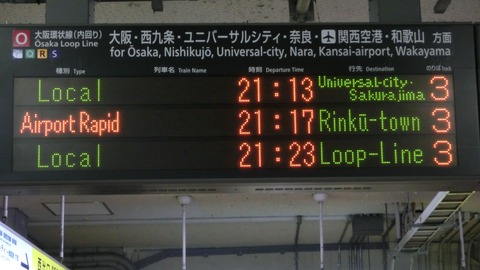 O 大阪環状線(内回り) 大阪・西九条・ユニバーサルシティ・奈良・関西空港・和歌山 方面
Ōsaka Loop Line for Ōsaka, Nishikujō, Universal-city, Nara, Kansai-airport, Wakayama
P Q R S
種別 Type 列車名 Train Name 時刻 Departure Time 行先 Destination のりば Track
Local 21:13 Universal-city・Sakurajima 3
Airport Rapid 21:17 Rinkū-town 3
Local 21:23 Loop-Line 3